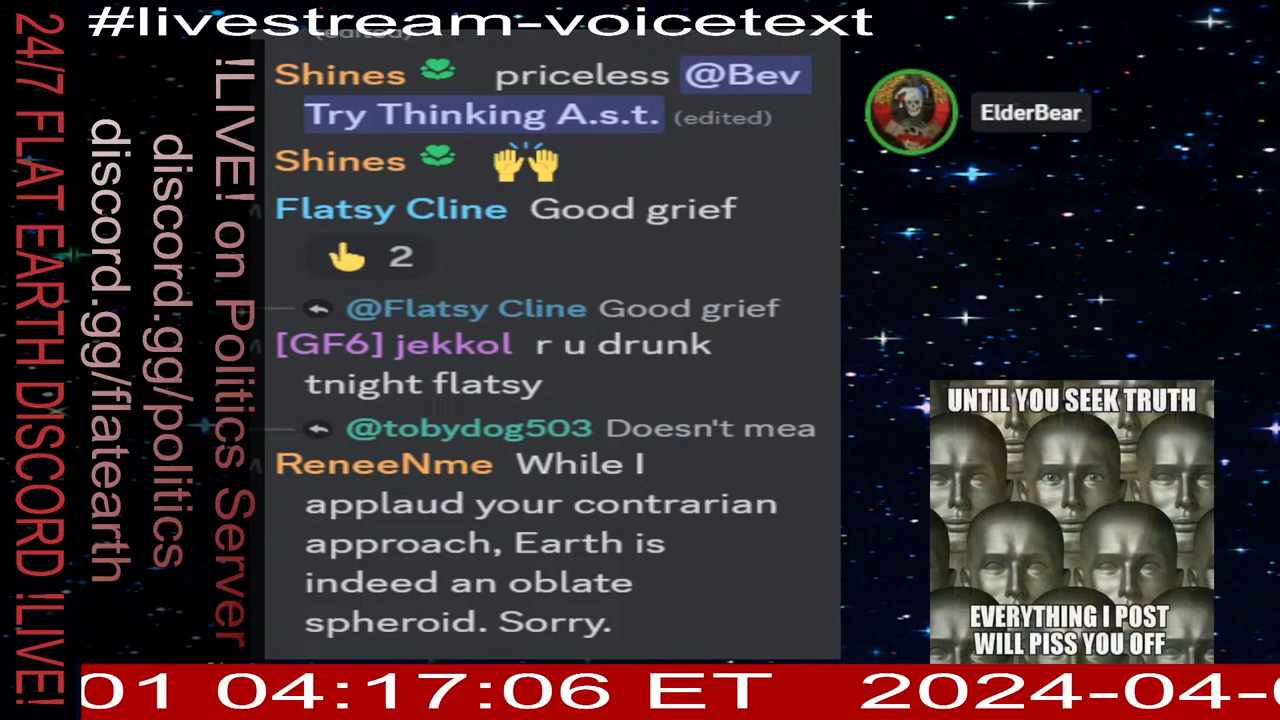 #livestream-voicetext
24/7 FLAT EARTH DISCORD !LIVE!
discord.gg/flatearth
discord.gg/politics
!LIVE! on Politics Server
(edited)
Shines priceless @Bev
Try Thinking A.s.t. (edited)
Shines
Flatsy Cline Good grief
2
@Flatsy Cline Good grief
[GF6] jekkol r u drunk
tnight flatsy
@tobydog503 Doesn't mea
ReneeNme While I
applaud your contrarian
approach, Earth is
indeed an oblate
spheroid. Sorry.
ElderBear
UNTIL YOU SEEK TRUTH
EVERYTHING I POST
WILL PISS YOU OFF
01 04:17:06 ET 2024-04-